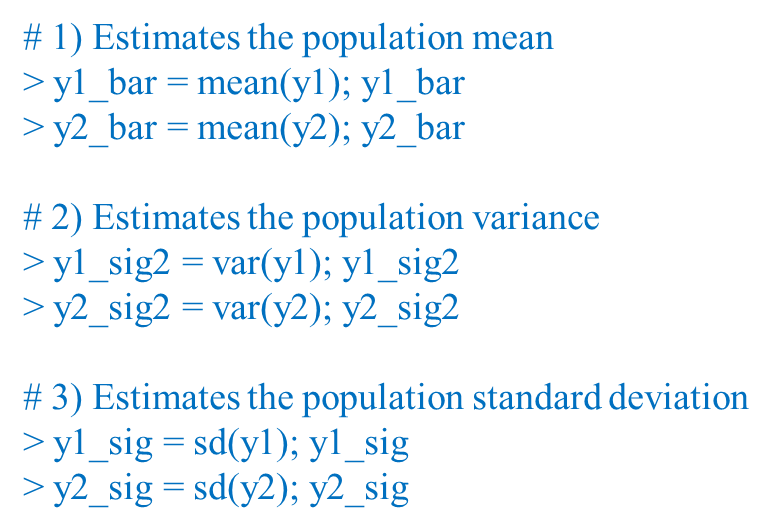 # 1) Estimates the population mean
> y1_bar = mean(y1); y1_bar
> y2_bar = mean(y2); y2_bar
# 2) Estimates the population variance
> y1_sig2 = var(y1); y1_sig2
> y2_sig2 = var(y2); y2_sig2
# 3) Estimates the population standard deviation
> y1_sig = sd(y1); y1_sig
> y2_sig = sd(y2); y2_sig